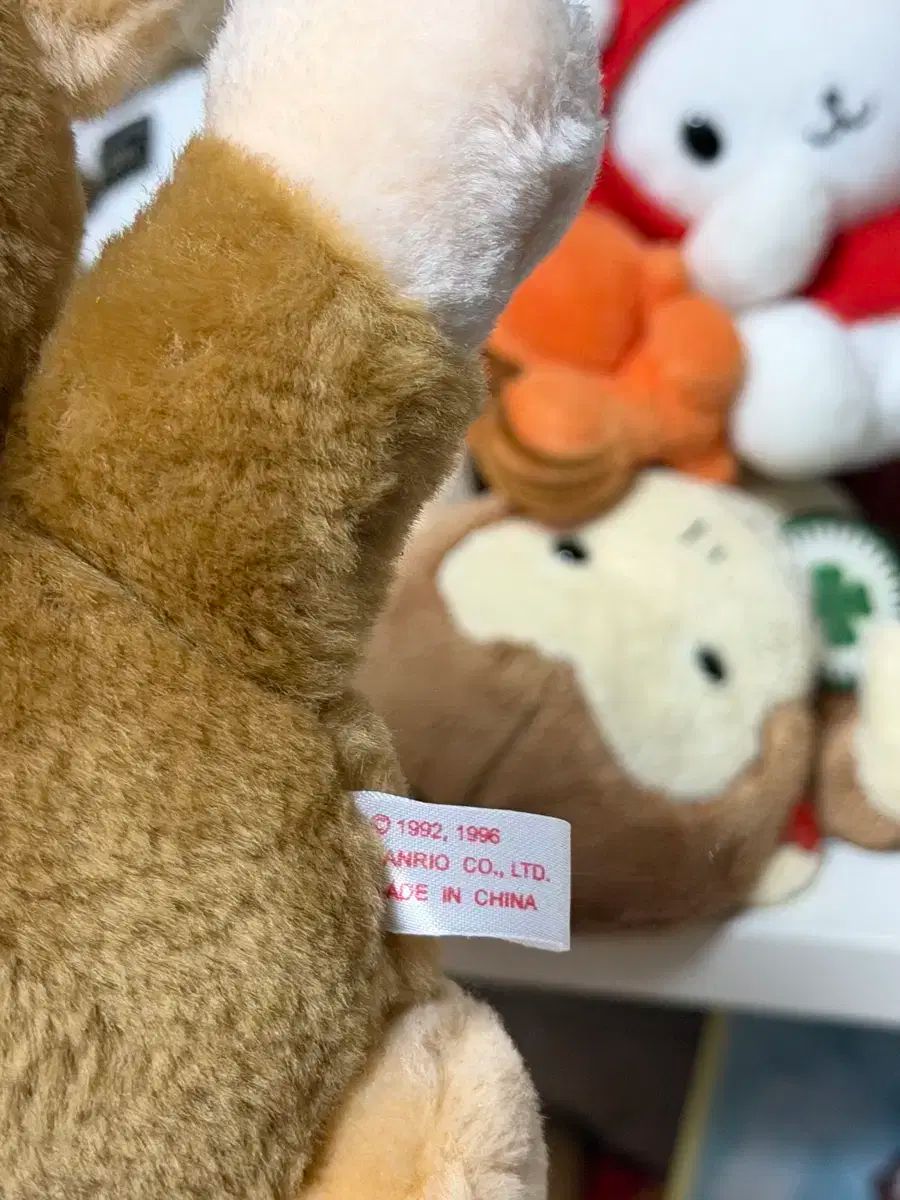 © 1992, 1996
ANRIO CO., LTD.
ADE IN CHINA